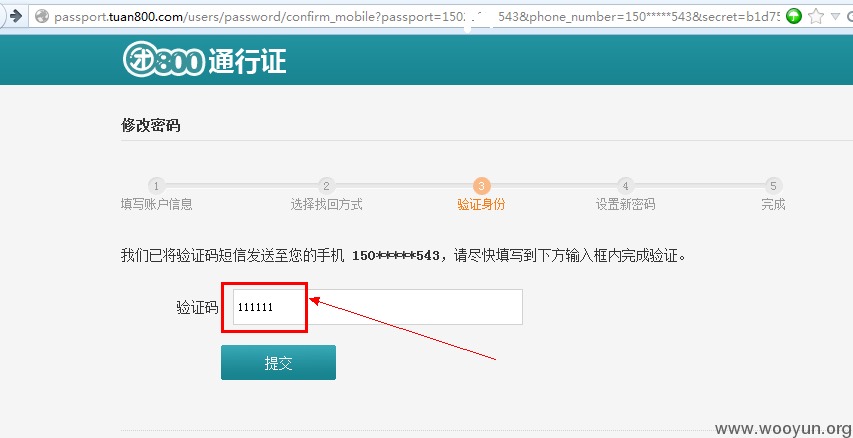 passport.tuan800.com/users/password/confirm_mobile?passport=150 543&phone_number=150*****543&secret=b1d75
团800 通行证
修改密码
1 2 3 4 5
填写账户信息 选择找回方式 验证身份 设置新密码 完成
我们已将验证码短信发送至您的手机 150*****543，请尽快填写到下方输入框内完成验证。
验证码 111111
提交
www.wooyun.org